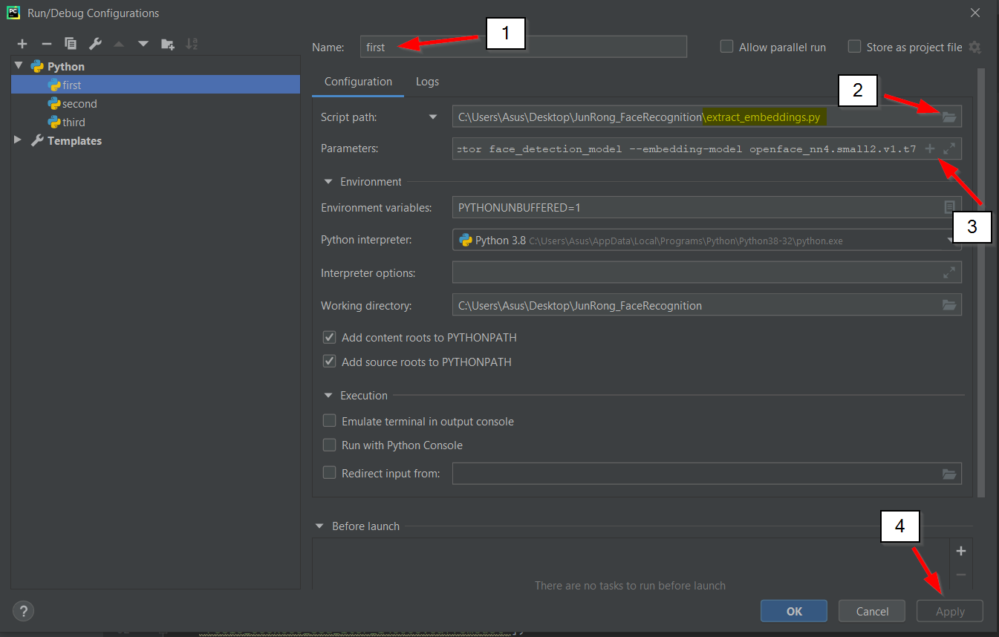 PC
Run/Debug Configurations
Name:
first
1
Allow parallel run
Store as project file
Python
first
second
third
Templates
Configuration
Logs
2
Script path:
C:\Users\Asus\Desktop\JunRong_FaceRecognition\extract_embeddings.py
Parameters:
ctor face_detection_model --embedding-model openface_nn4.small2.v1.t7
Environment
3
Environment variables:
PYTHONUNBUFFERED=1
Python interpreter:
Python 3.8 C:\Users\Asus\AppData\Local\Programs\Python\Python38-32\python.exe
Interpreter options:
Working directory:
C:\Users\Asus\Desktop\JunRong_FaceRecognition
Add content roots to PYTHONPATH
Add source roots to PYTHONPATH
Execution
Emulate terminal in output console
Run with Python Console
Redirect input from:
Before launch
4
There are no tasks to run before launch
?
OK
Cancel
Apply